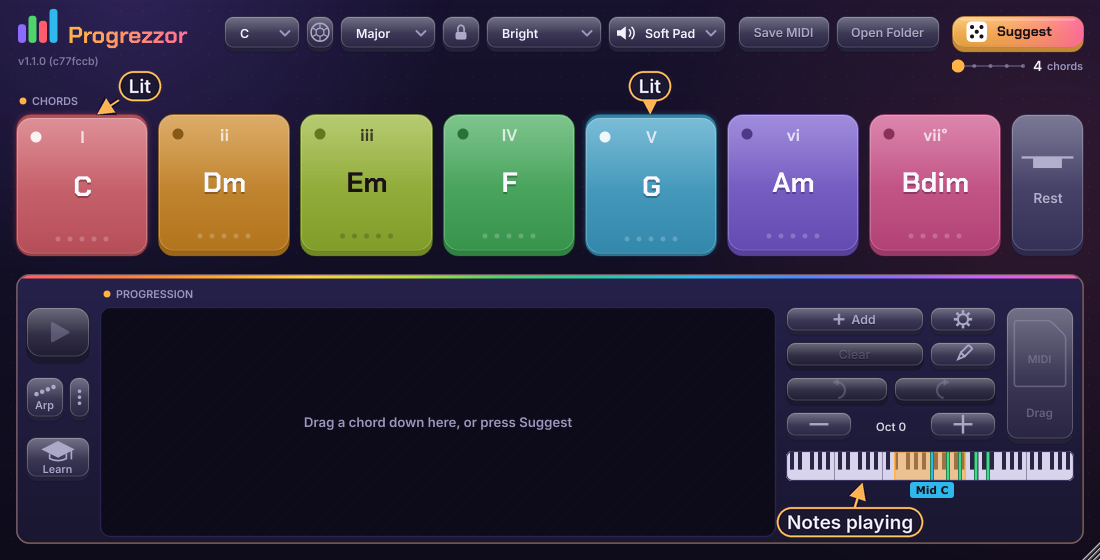 Progrezzor
v1.1.0 (c77fccb)
C
Major
Bright
Soft Pad
Save MIDI
Open Folder
Suggest
4 chords
Lit
Lit
CHORDS
I
C
ii
Dm
iii
Em
IV
F
V
G
vi
Am
vii°
Bdim
Rest
PROGRESSION
Arp
Learn
Drag a chord down here, or press Suggest
+ Add
Clear
Oct 0
MIDI
Drag
Mid C
Notes playing